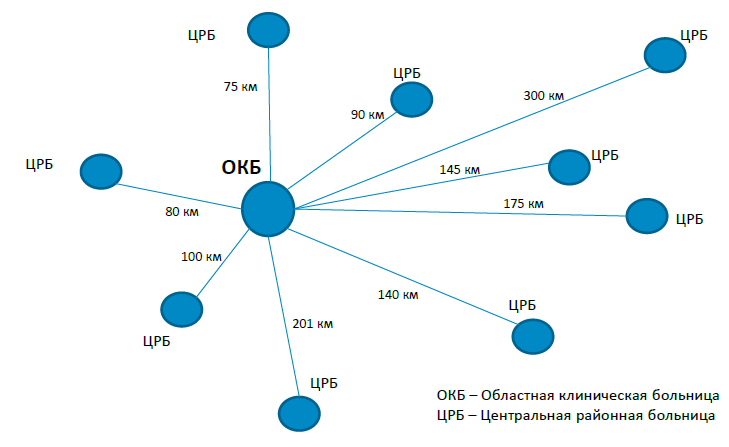 ЦРБ
ЦРБ
75 км
ЦРБ
300 км
90 км
ЦРБ
ОКБ
ЦРБ
145 км
80 км
175 км
ЦРБ
100 км
140 км
ЦРБ
201 км
ЦРБ
ЦРБ
ОКБ – Областная клиническая больница
ЦРБ – Центральная районная больница